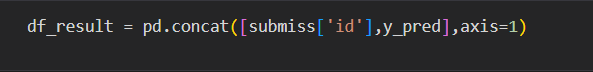 df_result = pd.concat([submiss['id'],y_pred],axis=1)